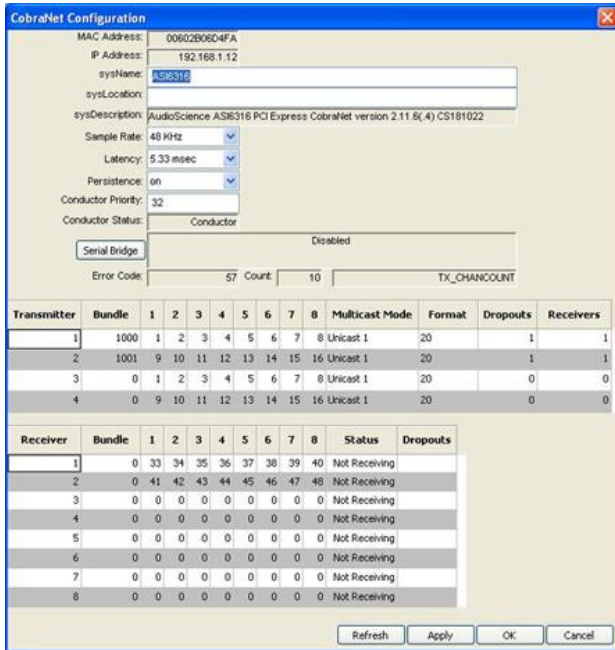 CobraNet Configuration
MAC Address: 00602B06D4FA
IP Address: 192.168.1.12
sysName: ASI6316
sysLocation:
sysDescription: AudioScience ASI6316 PCI Express CobraNet version 2.11.6(.4) CS181022
Sample Rate: 48 KHz
Latency: 5.33 msec
Persistence: on
Conductor Priority: 32
Conductor Status: Conductor
Serial Bridge Disabled
Error Code: 57 Count: 10 TX_CHANCOUNT
Transmitter Bundle 1 2 3 4 5 6 7 8 Multicast Mode Format Dropouts Receivers
1 1000 1 2 3 4 5 6 7 8 Unicast 1 20 1 1
2 1001 9 10 11 12 13 14 15 16 Unicast 1 20 1 1
3 0 1 2 3 4 5 6 7 8 Unicast 1 20 0 0
4 0 9 10 11 12 13 14 15 16 Unicast 1 20 0 0
Receiver Bundle 1 2 3 4 5 6 7 8 Status Dropouts
1 0 33 34 35 36 37 38 39 40 Not Receiving
2 0 41 42 43 44 45 46 47 48 Not Receiving
3 0 0 0 0 0 0 0 0 0 Not Receiving
4 0 0 0 0 0 0 0 0 0 Not Receiving
5 0 0 0 0 0 0 0 0 0 Not Receiving
6 0 0 0 0 0 0 0 0 0 Not Receiving
7 0 0 0 0 0 0 0 0 0 Not Receiving
8 0 0 0 0 0 0 0 0 0 Not Receiving
Refresh Apply OK Cancel